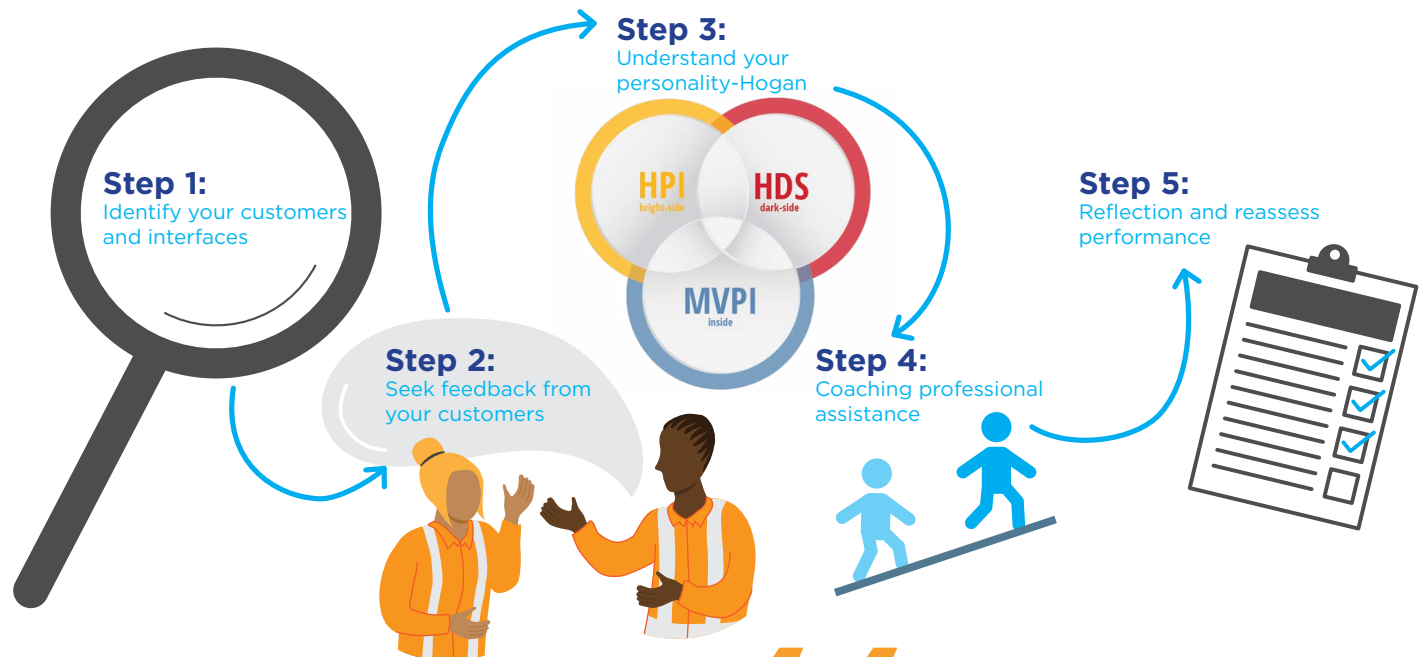 Step 1:
Identify your customers
and interfaces
Step 2:
Seek feedback from
your customers
Step 3:
Understand your
personality-Hogan
HPI
bright-side
HDS
dark-side
MVPI
inside
Step 4:
Coaching professional
assistance
Step 5:
Reflection and reassess
performance